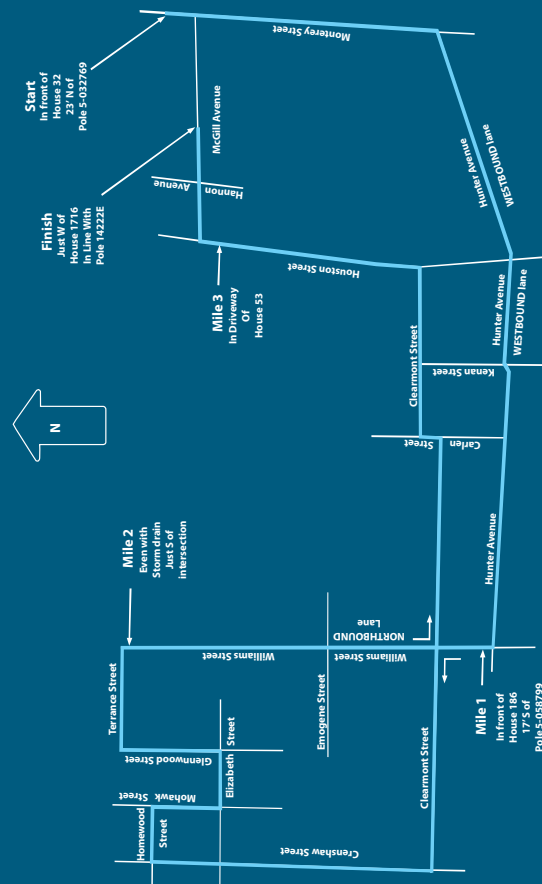 Start
In front of
House 32
23' N of
Pole 5-032769
Monterey Street
McGill Avenue
Finish
Just W of
House 1716
In Line With
Pole 14222E
Hannon
Avenue
Hunter Avenue
WESTBOUND lane
Mile 3
In Driveway
Of
House 53
Houston Street
Hunter Avenue
WESTBOUND lane
Clearmont Street
Kenan Street
N
Carlen
Street
Mile 2
Even with
Storm drain
Just S of
intersection
Hunter Avenue
NORTHBOUND
Lane
Williams Street
Williams Street
Terrance Street
Emogene Street
Mile 1
In front of
House 186
17' S of
Pole 5-058799
Glennwood Street
Elizabeth Street
Clearmont Street
Mohawk Street
Homewood
Street
Crenshaw Street